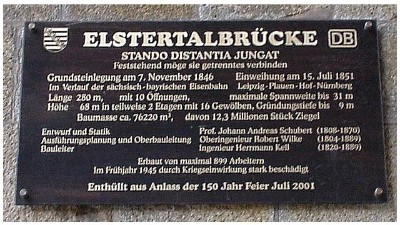 ELSTERTALBRÜCKE
DB
STANDO DISTANTIA JUNGAT
Feststehend möge sie getrenntes verbinden
Grundsteinlegung am 7. November 1846 Einweihung am 15. Juli 1851
Im Verlauf der sächsisch-bayrischen Eisenbahn Leipzig-Plauen-Hof-Nürnberg
Länge 280 m, mit 10 Öffnungen, maximale Spannweite bis 31 m
Höhe 68 m in teilweise 2 Etagen mit 16 Gewölben, Gründungstiefe bis 9 m
Baumasse ca. 76220 m³, davon 12,3 Millionen Stück Ziegel
Entwurf und Statik Prof. Johann Andreas Schubert (1808-1870)
Ausführungsplanung und Oberbauleitung Oberingenieur Robert Wilke (1804-1889)
Bauleiter Ingenieur Herrmann Kell (1820-1889)
Erbaut von maximal 899 Arbeitern
Im Frühjahr 1945 durch Kriegseinwirkung stark beschädigt
Enthüllt aus Anlass der 150 Jahr Feier Juli 2001